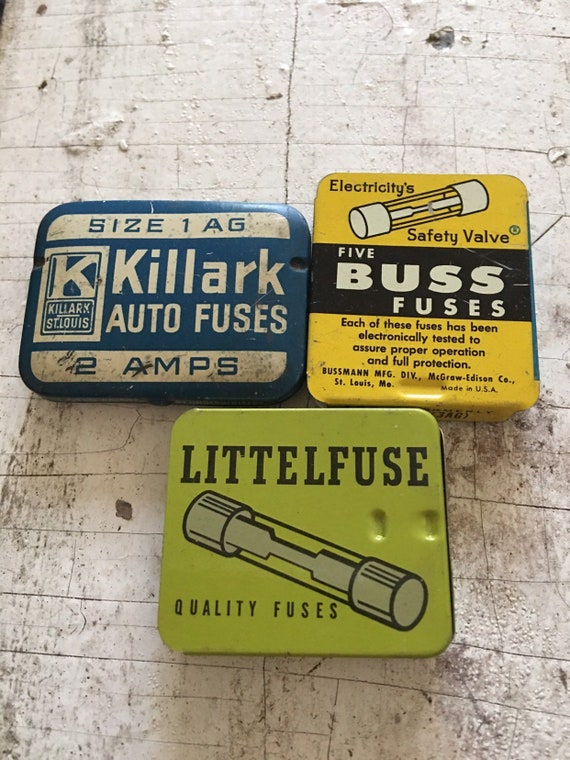 SIZE 1 AG
K
KILLARK
ST. LOUIS
Killark
AUTO FUSES
2 AMPS
Electricity's
Safety Valve®
FIVE
BUSS
FUSES
Each of these fuses has been
electronically tested to
assure proper operation
and full protection.
BUSSMANN MFG. DIV., McGraw-Edison Co.,
St. Louis, Mo. Made in U.S.A.
LITTELFUSE
QUALITY FUSES